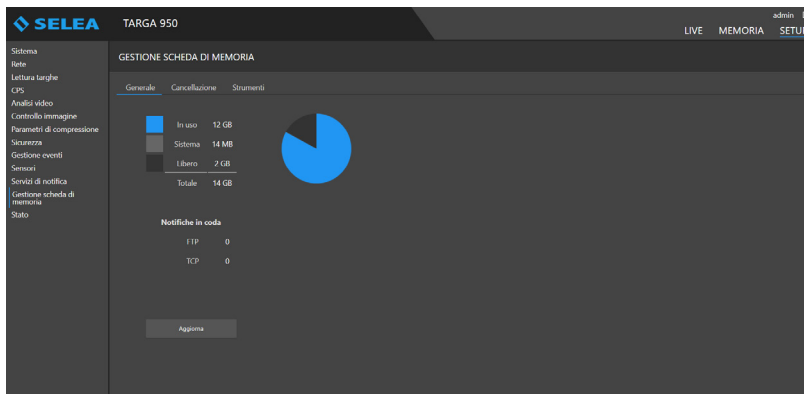 SELEA
TARGA 950
admin
LIVE MEMORIA SETU
Sistema
Rete
Lettura targhe
CPS
Analisi video
Controllo immagine
Parametri di compressione
Sicurezza
Gestione eventi
Sensori
Servizi di notifica
Gestione scheda di
memoria
Stato
GESTIONE SCHEDA DI MEMORIA
Generale Cancellazione Strumenti
In uso 12 GB
Sistema 14 MB
Libero 2 GB
Totale 14 GB
Notifiche in coda
FTP 0
TCP 0
Aggiorna